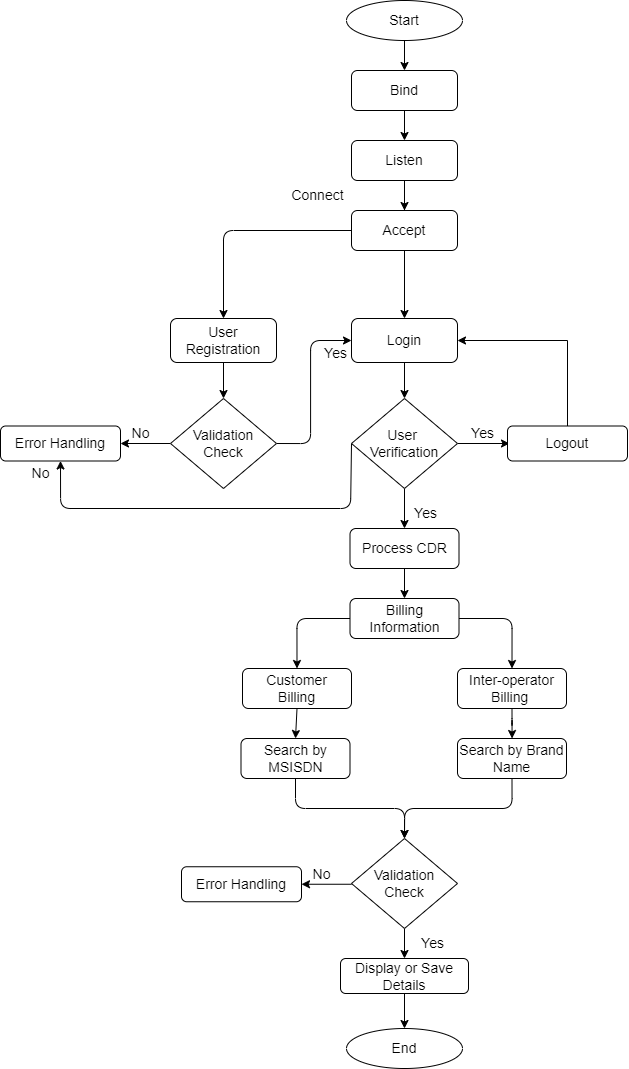 Start
Bind
Listen
Connect
Accept
User
Registration
Login
Yes
Error Handling
No
Validation
Check
User
Verification
Yes
Logout
No
Yes
Process CDR
Billing
Information
Customer
Billing
Inter-operator
Billing
Search by
MSISDN
Search by Brand
Name
Error Handling
No
Validation
Check
Yes
Display or Save
Details
End